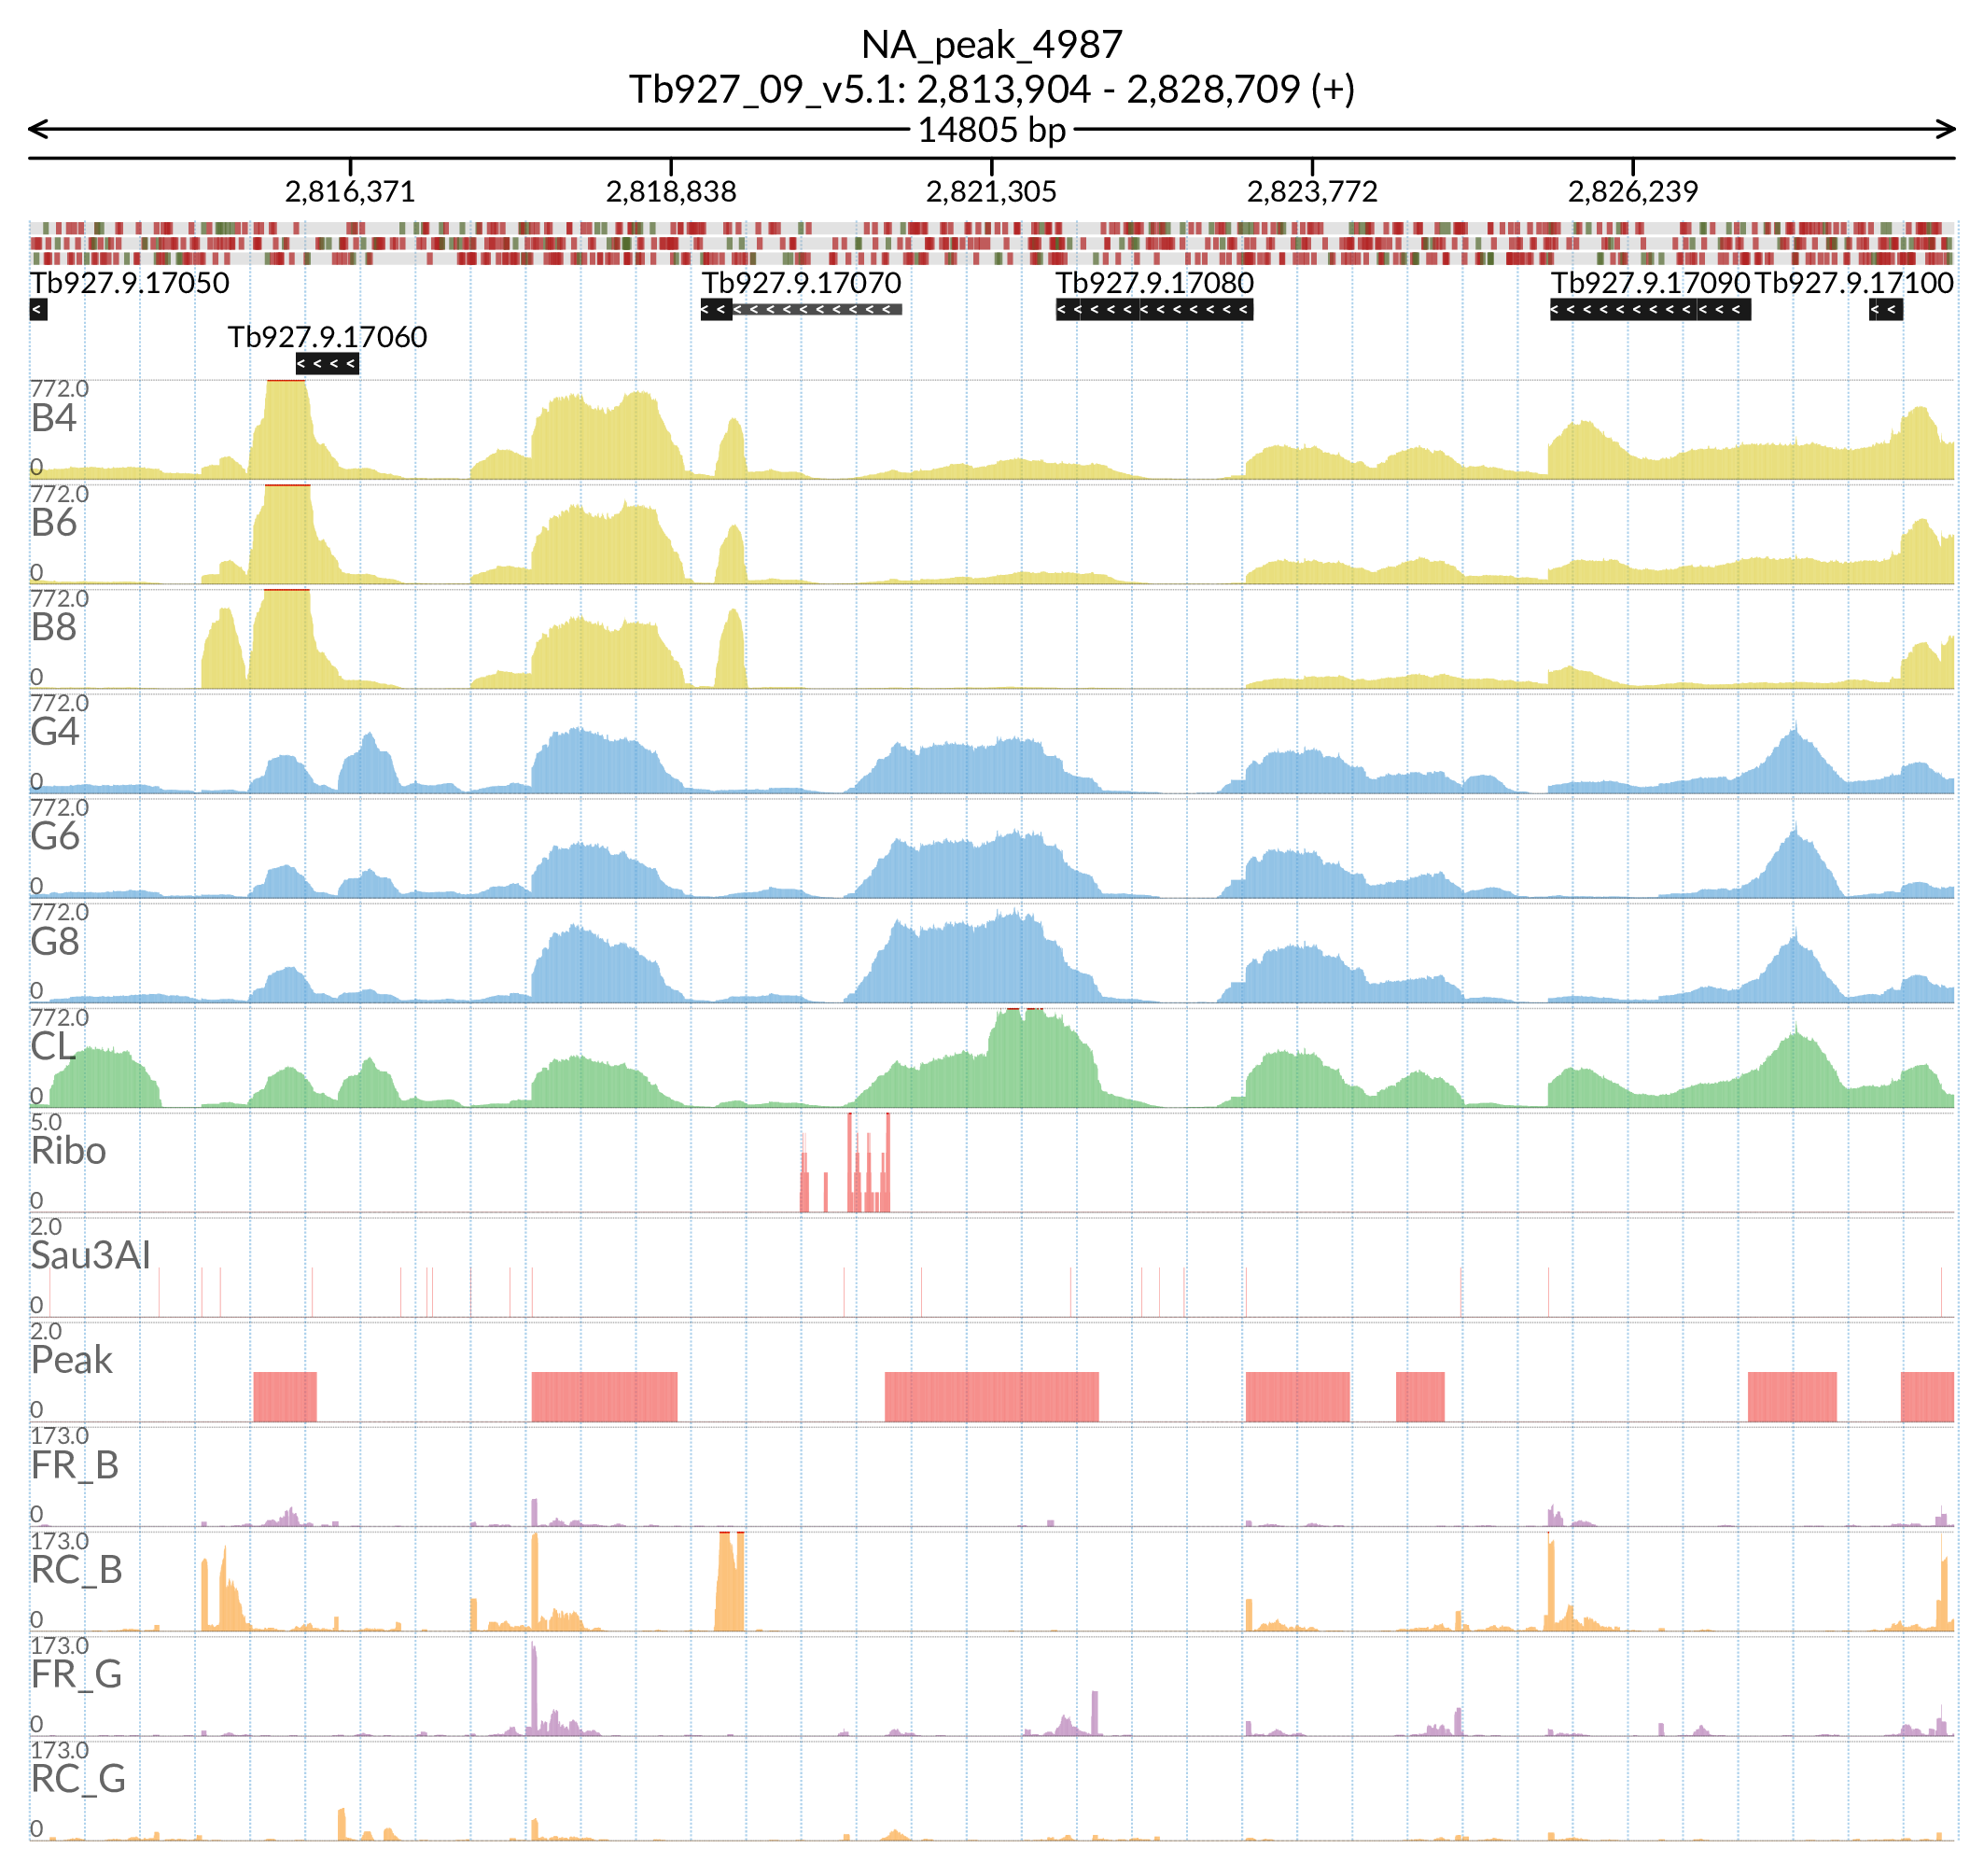 NA_peak_4987
Tb927_09_v5.1: 2,813,904 - 2,828,709 (+)
14805 bp
2,816,371 2,818,838 2,821,305 2,823,772 2,826,239
Tb927.9.17050 Tb927.9.17070 Tb927.9.17080 Tb927.9.17090 Tb927.9.17100
Tb927.9.17060
772.0
B4
0
772.0
B6
0
772.0
B8
0
772.0
G4
0
772.0
G6
0
772.0
G8
0
772.0
CL
0
5.0
Ribo
0
2.0
Sau3AI
0
2.0
Peak
0
173.0
FR_B
0
173.0
RC_B
0
173.0
FR_G
0
173.0
RC_G
0